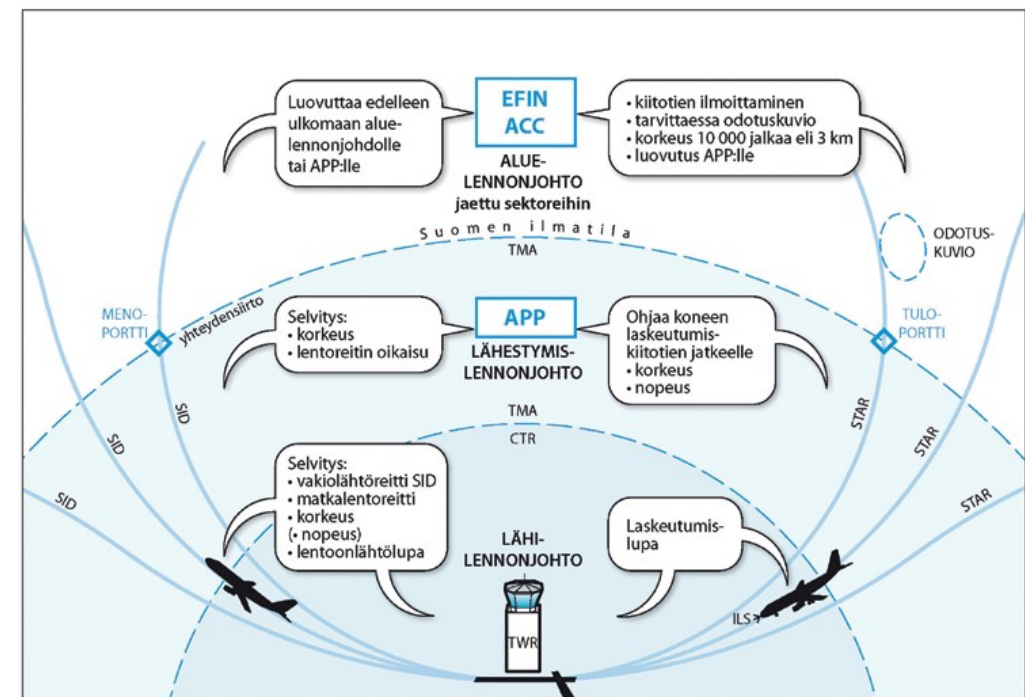 Luovuttaa edelleen
ulkomaan alue-
lennonjohdolle
tai APP:lle
EFIN
ACC
ALUE-
LENNONJOHTO
jaettu sektoreihin
• kiitotien ilmoittaminen
• tarvittaessa odotuskuvio
• korkeus 10 000 jalkaa eli 3 km
• luovutus APP:lle
Suomen ilmatila
TMA
ODOTUS-
KUVIO
MENO-
PORTTI
yhteydensiirto
Selvitys:
• korkeus
• lentoreitin oikaisu
APP
LÄHESTYMIS-
LENNONJOHTO
Ohjaa koneen
laskeutumis-
kiitotien jatkeelle
• korkeus
• nopeus
TULO-
PORTTI
TMA
CTR
SID
SID
SID
STAR
STAR
STAR
Selvitys:
• vakiolähtöreitti SID
• matkalentoreitti
• korkeus
(• nopeus)
• lentoonlähtölupa
LÄHI-
LENNONJOHTO
TWR
Laskeutumis-
lupa
ILS